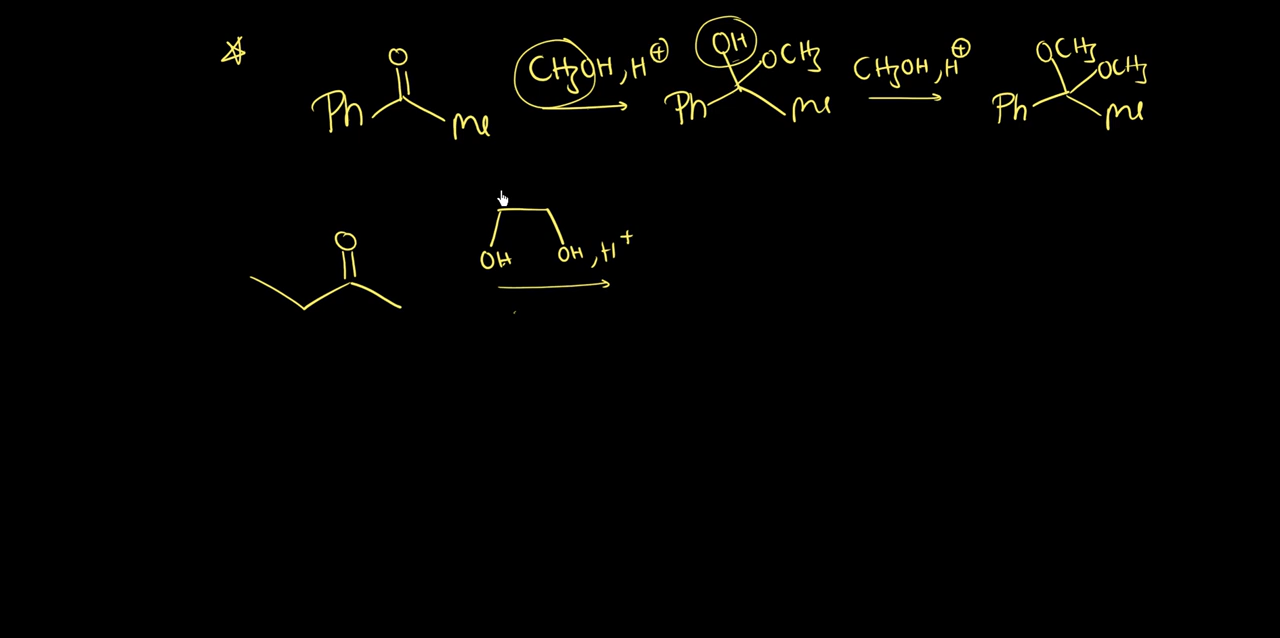 O CH3OH, H⊕ OH OCH3 CH3OH, H⊕ OCH3 OCH3
Ph Me Ph Me Ph Me
O OH OH, H+